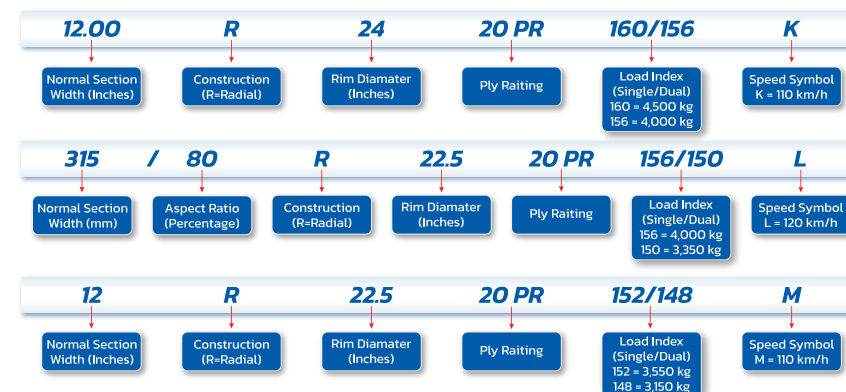 12.00 R 24 20 PR 160/156 K
Normal Section
Width (Inches)
Construction
(R=Radial)
Rim Diamater
(Inches)
Ply Raiting
Load Index
(Single/Dual)
160 = 4,500 kg
156 = 4,000 kg
Speed Symbol
K = 110 km/h
315 / 80 R 22.5 20 PR 156/150 L
Normal Section
Width (mm)
Aspect Ratio
(Percentage)
Construction
(R=Radial)
Rim Diamater
(Inches)
Ply Raiting
Load Index
(Single/Dual)
156 = 4,000 kg
150 = 3,350 kg
Speed Symbol
L = 120 km/h
12 R 22.5 20 PR 152/148 M
Normal Section
Width (Inches)
Construction
(R=Radial)
Rim Diamater
(Inches)
Ply Raiting
Load Index
(Single/Dual)
152 = 3,550 kg
148 = 3,150 kg
Speed Symbol
M = 110 km/h